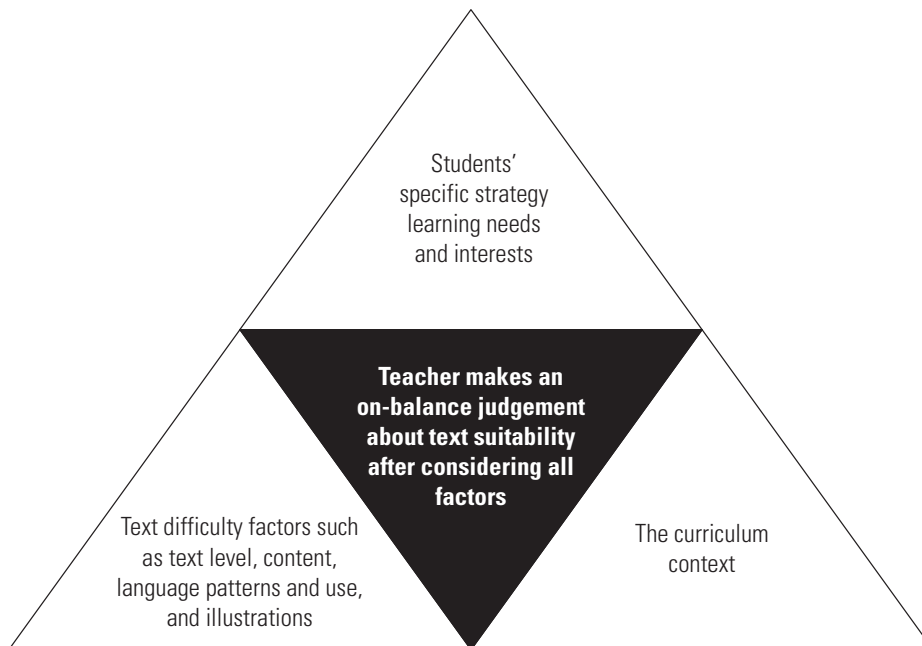 Students’
specific strategy
learning needs
and interests
Teacher makes an
on-balance judgement
about text suitability
after considering all
factors
Text difficulty factors such
as text level, content,
language patterns and use,
and illustrations
The curriculum
context